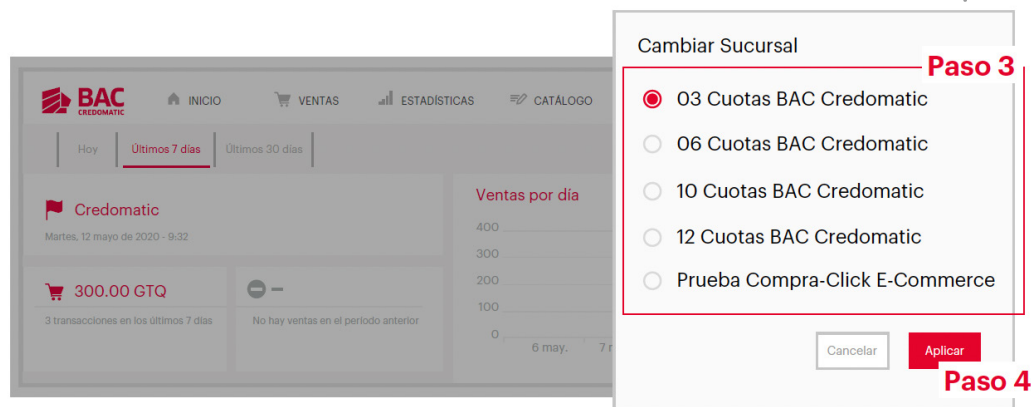 Cambiar Sucursal
Paso 3
03 Cuotas BAC Credomatic
06 Cuotas BAC Credomatic
10 Cuotas BAC Credomatic
12 Cuotas BAC Credomatic
Prueba Compra-Click E-Commerce
Cancelar
Aplicar
Paso 4
BAC
CREDOMATIC
INICIO
VENTAS
ESTADÍSTICAS
CATÁLOGO
Hoy
Últimos 7 días
Últimos 30 días
Credomatic
Martes, 12 mayo de 2020 - 9:32
300.00 GTQ
3 transacciones en los últimos 7 días
No hay ventas en el período anterior
Ventas por día
400
300
200
100
0
6 may.